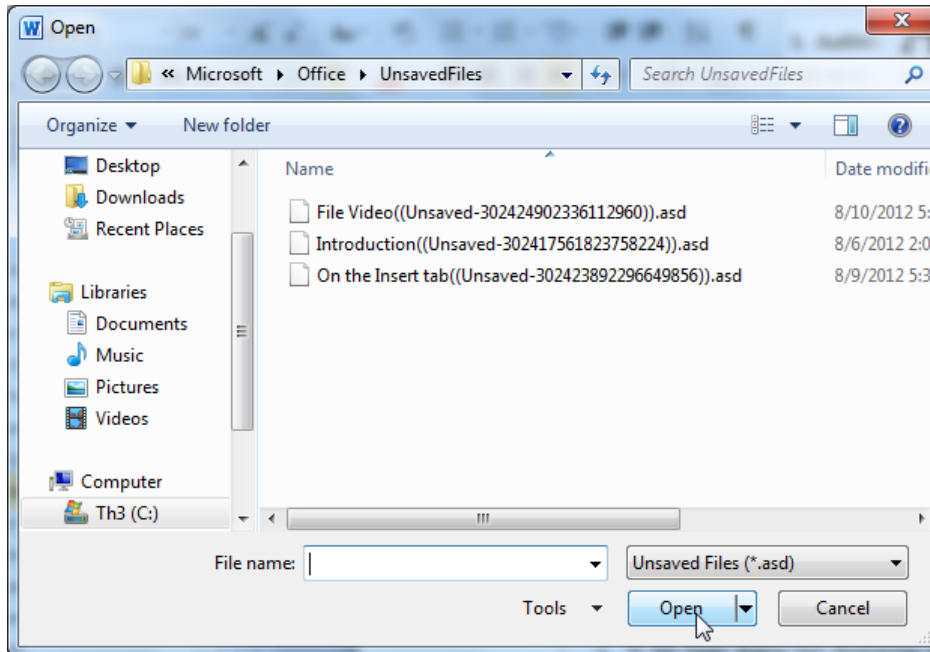 W Open
« Microsoft Office UnsavedFiles Search UnsavedFiles
Organize New folder
Desktop
Downloads
Recent Places
Libraries
Documents
Music
Pictures
Videos
Computer
Th3 (C:)
Name Date modifi
File Video((Unsaved-302424902336112960)).asd 8/10/2012 5:
Introduction((Unsaved-302417561823758224)).asd 8/6/2012 2:0
On the Insert tab((Unsaved-302423892296649856)).asd 8/9/2012 5:3
File name: Unsaved Files (*.asd)
Tools Open Cancel